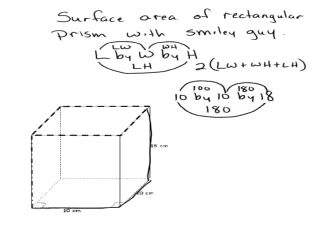 Surface area of rectangular
Prism with smiley guy.
LW WH
L by W by H
LH
2(LW+WH+LH)
100 180
10 by 10 by 18
180
18 cm
10 cm
10 cm